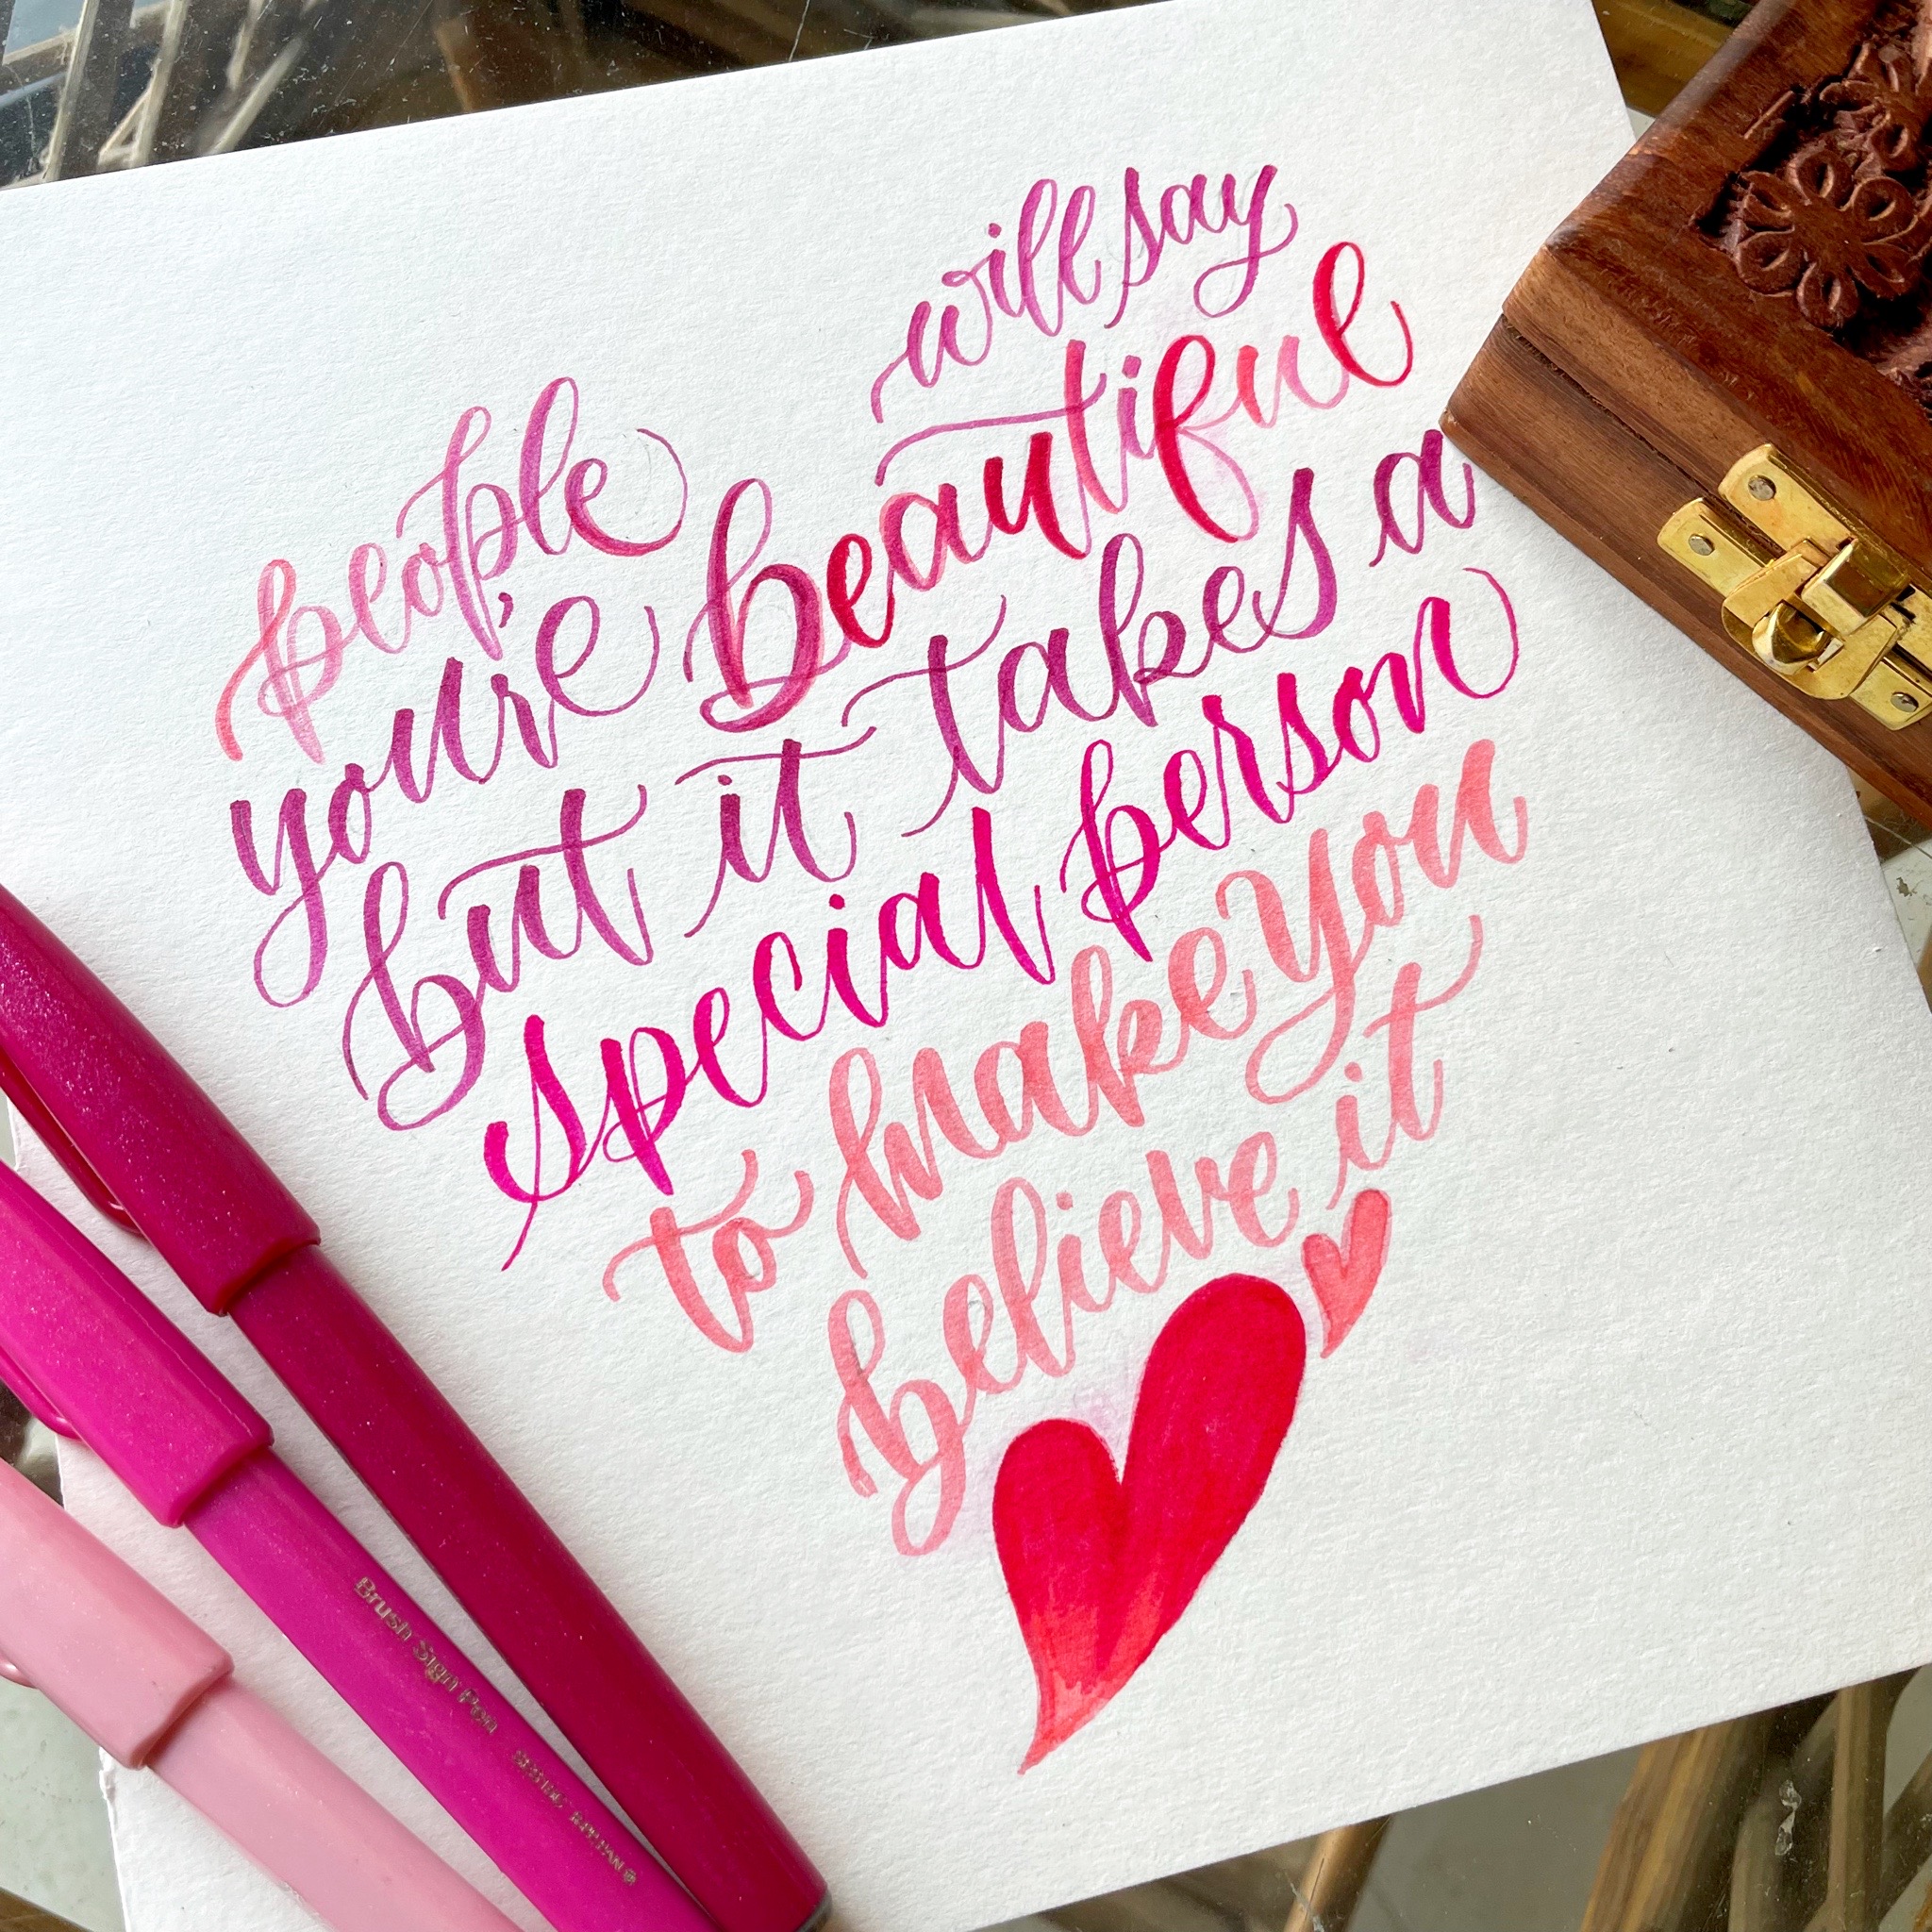 people will say
you're beautiful
but it takes a
special person
to make you
believe it
Brush Sign Pen